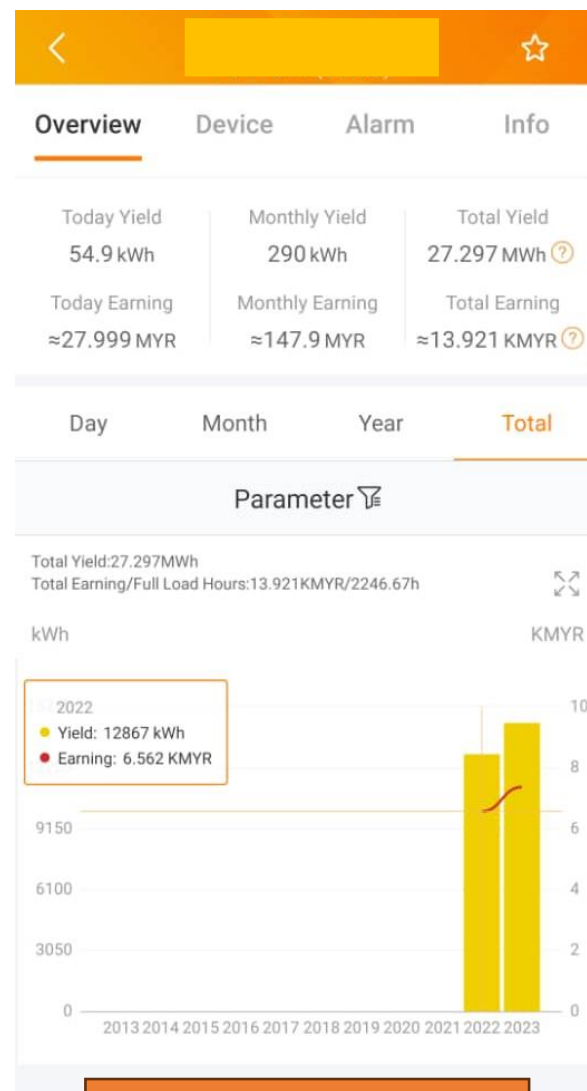 Overview Device Alarm Info
Today Yield Monthly Yield Total Yield
54.9 kWh 290 kWh 27.297 MWh ?
Today Earning Monthly Earning Total Earning
≈27.999 MYR ≈147.9 MYR ≈13.921 KMYR ?
Day Month Year Total
Parameter
Total Yield:27.297MWh
Total Earning/Full Load Hours:13.921KMYR/2246.67h
kWh KMYR
10
2022
Yield: 12867 kWh
Earning: 6.562 KMYR
8
9150 6
6100 4
3050 2
0 0
2013 2014 2015 2016 2017 2018 2019 2020 2021 2022 2023